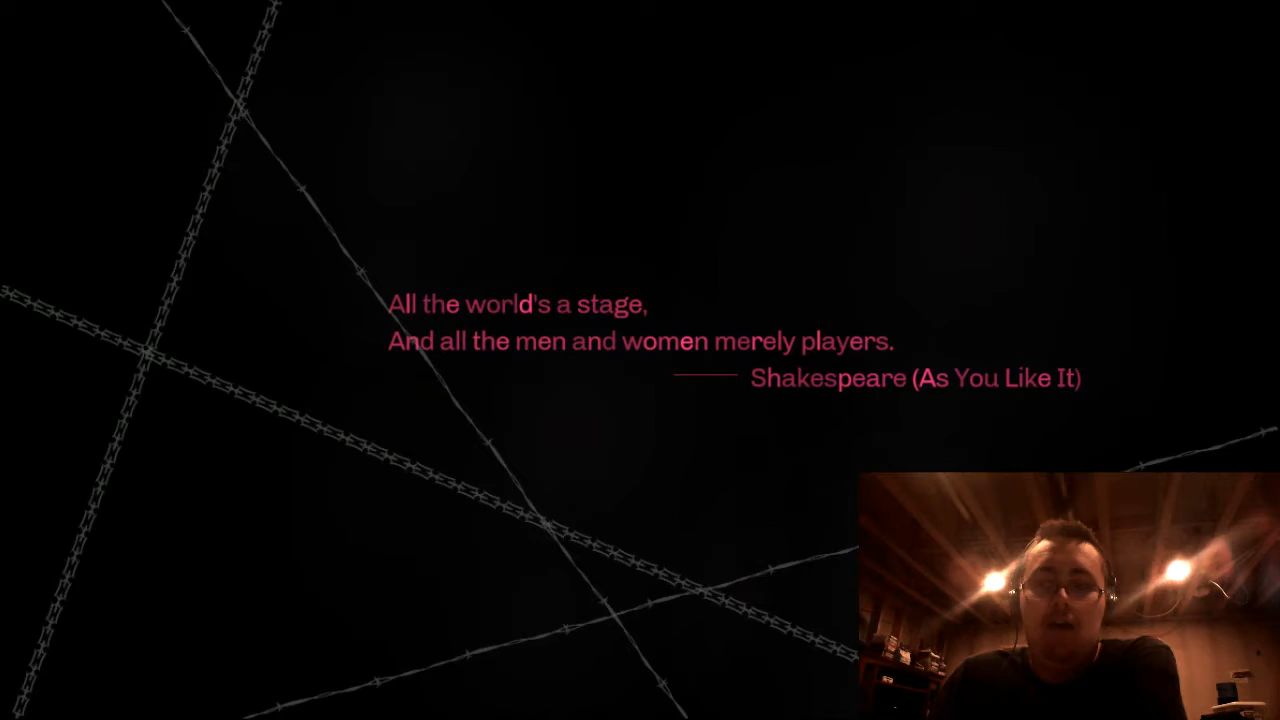 All the world's a stage,
And all the men and women merely players.
Shakespeare (As You Like It)